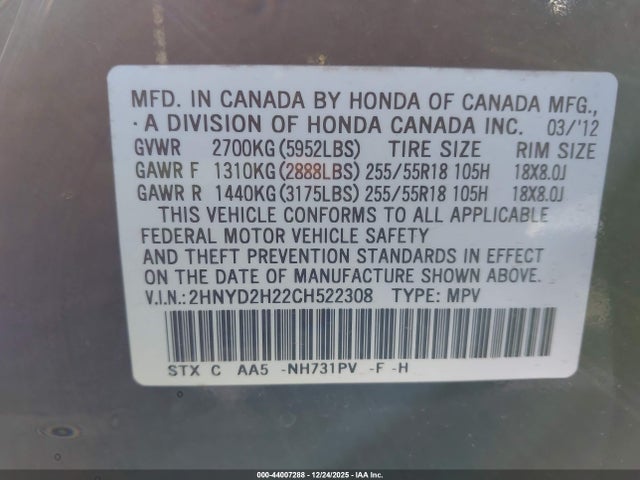 MFD. IN CANADA BY HONDA OF CANADA MFG.,
A DIVISION OF HONDA CANADA INC. 03/'12
GVWR 2700KG(5952LBS) TIRE SIZE RIM SIZE
GAWR F 1310KG(2888LBS) 255/55R18 105H 18X8.0J
GAWR R 1440KG(3175LBS) 255/55R18 105H 18X8.0J
THIS VEHICLE CONFORMS TO ALL APPLICABLE
FEDERAL MOTOR VEHICLE SAFETY
AND THEFT PREVENTION STANDARDS IN EFFECT
ON THE DATE OF MANUFACTURE SHOWN ABOVE.
V.I.N.: 2HNYD2H22CH522308 TYPE: MPV
STX C AA5 -NH731PV -F -H
000-44007288 - 12/24/2025 - IAA Inc.